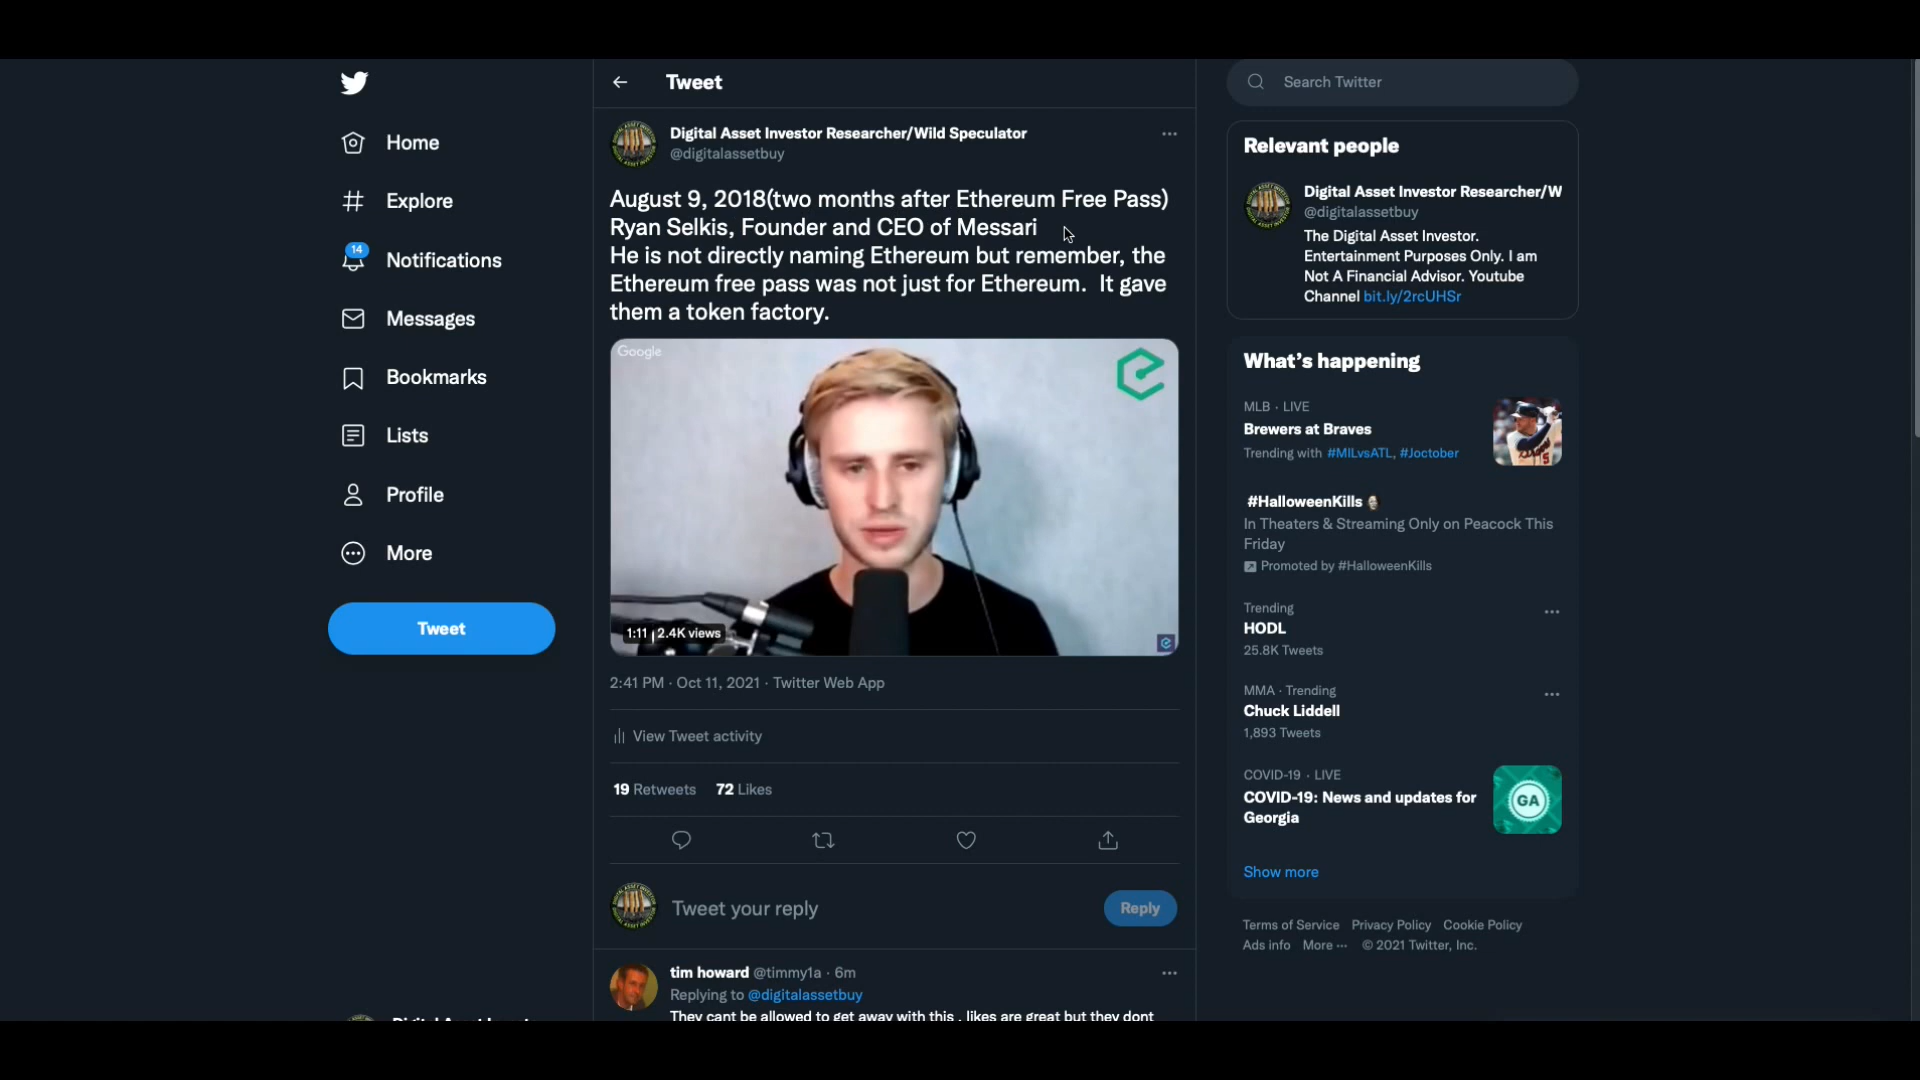 Tweet
Search Twitter
Home
Explore
14
Notifications
Messages
Bookmarks
Lists
Profile
More
Tweet
Digital Asset Investor Researcher/Wild Speculator
@digitalassetbuy
August 9, 2018(two months after Ethereum Free Pass)
Ryan Selkis, Founder and CEO of Messari
He is not directly naming Ethereum but remember, the
Ethereum free pass was not just for Ethereum.  It gave
them a token factory.
Google
1:11 | 2.4K views
2:41 PM · Oct 11, 2021 · Twitter Web App
View Tweet activity
19 Retweets 72 Likes
Tweet your reply
Reply
tim howard @timmy1a · 6m
Replying to @digitalassetbuy
They cant be allowed to get away with this . likes are great but they dont
Relevant people
Digital Asset Investor Researcher/W
@digitalassetbuy
The Digital Asset Investor.
Entertainment Purposes Only. I am
Not A Financial Advisor. Youtube
Channel bit.ly/2rcUHSr
What's happening
MLB · LIVE
Brewers at Braves
Trending with #MILvsATL, #Joctober
#HalloweenKills
In Theaters & Streaming Only on Peacock This
Friday
Promoted by #HalloweenKills
Trending
HODL
25.8K Tweets
MMA · Trending
Chuck Liddell
1,893 Tweets
COVID-19 · LIVE
COVID-19: News and updates for
Georgia
GA
Show more
Terms of Service Privacy Policy Cookie Policy
Ads info More ··· © 2021 Twitter, Inc.